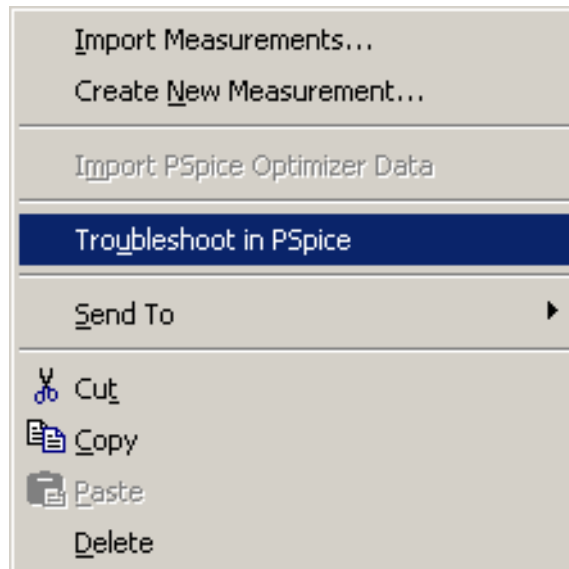 Import Measurements...
Create New Measurement...
Import PSpice Optimizer Data
Troubleshoot in PSpice
Send To
Cut
Copy
Paste
Delete